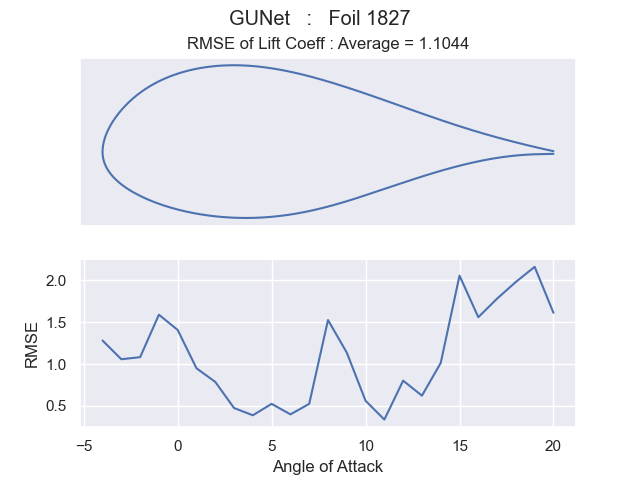 GUNet   :   Foil 1827
RMSE of Lift Coeff : Average = 1.1044
2.0
1.5
1.0
0.5
RMSE
−5 0 5 10 15 20
Angle of Attack